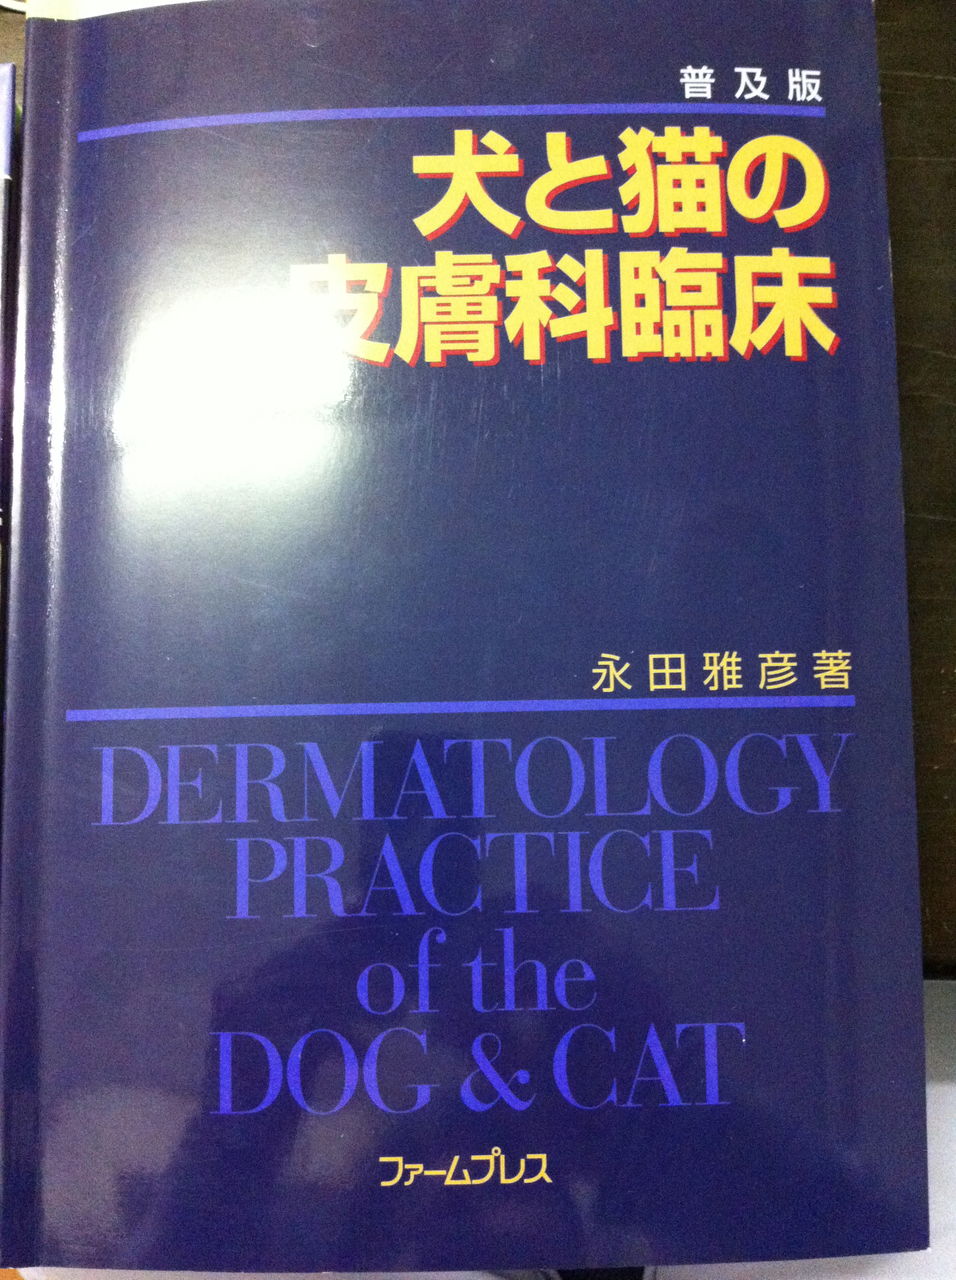 普及版
犬と猫の
皮膚科臨床
永田雅彦著
DERMATOLOGY
PRACTICE
of the
DOG & CAT
ファームプレス